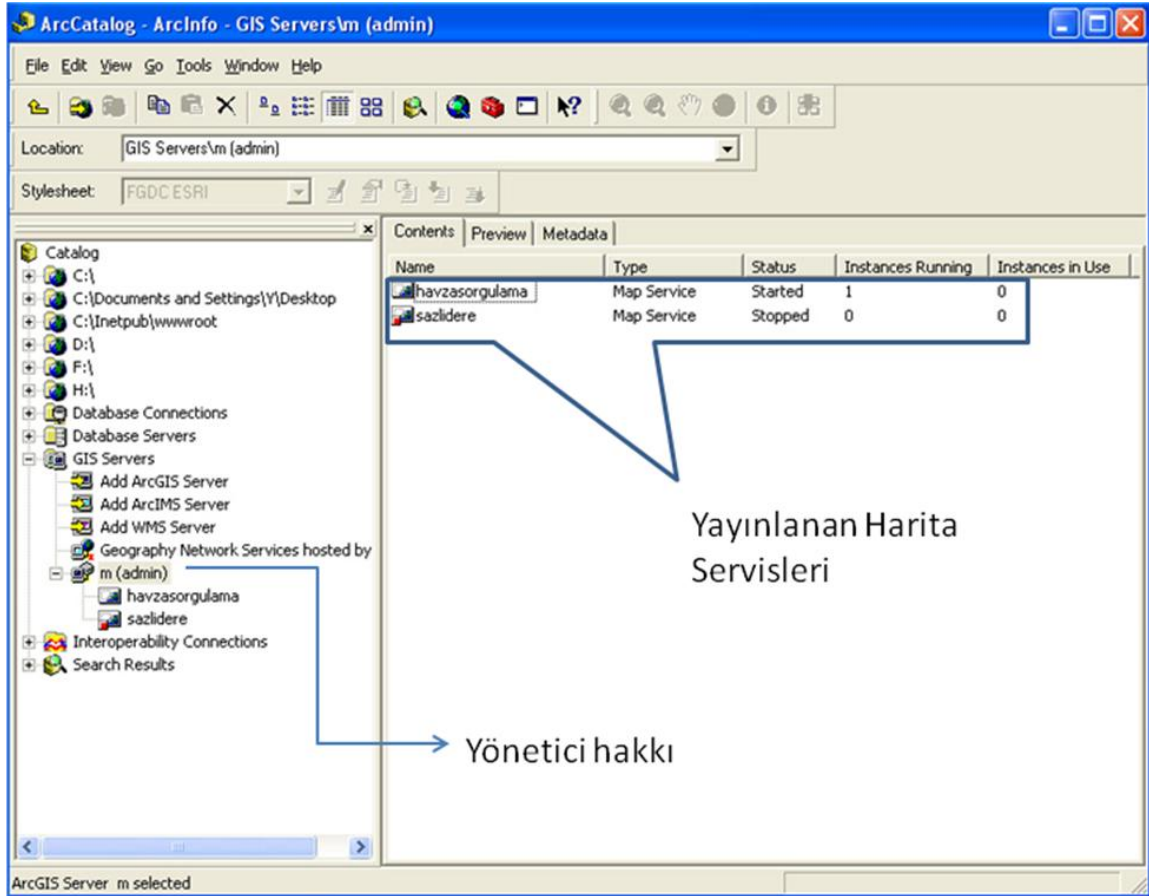 ArcCatalog - ArcInfo - GIS Servers\m (admin)
File Edit View Go Tools Window Help
Location: GIS Servers\m (admin)
Stylesheet: FGDC ESRI
Catalog
C:\
C:\Documents and Settings\Y\Desktop
C:\Inetpub\wwwroot
D:\
F:\
H:\
Database Connections
Database Servers
GIS Servers
Add ArcGIS Server
Add ArcIMS Server
Add WMS Server
Geography Network Services hosted by
m (admin)
havzasorgulama
sazlidere
Interoperability Connections
Search Results
Contents Preview Metadata
Name Type Status Instances Running Instances in Use
havzasorgulama Map Service Started 1 0
sazlidere Map Service Stopped 0 0
Yayınlanan Harita
Servisleri
Yönetici hakkı
ArcGIS Server m selected